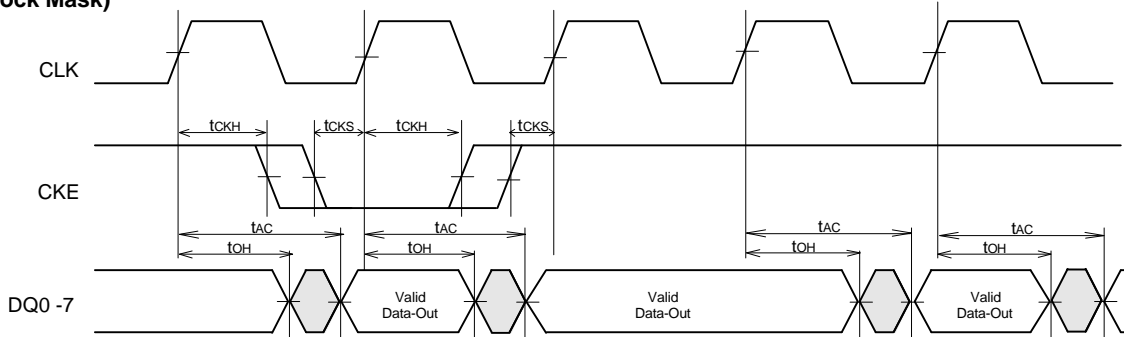 ock Mask)
CLK
tCKH tCKS tCKH tCKS
CKE
tAC tAC tAC tAC
tOH tOH tOH tOH
DQ0 -7
Valid Data-Out
Valid Data-Out
Valid Data-Out